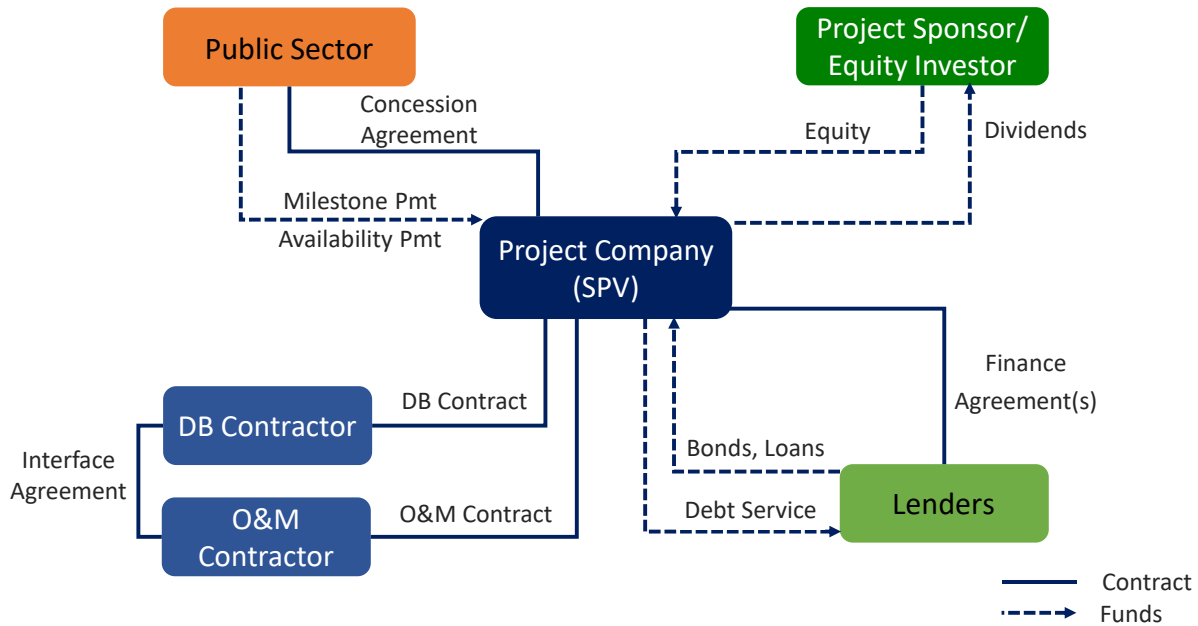 Public Sector
Project Sponsor/
Equity Investor
Concession
Agreement
Equity
Dividends
Milestone Pmt
Availability Pmt
Project Company
(SPV)
Finance
Agreement(s)
DB Contractor
DB Contract
Interface
Agreement
Bonds, Loans
O&M
Contractor
O&M Contract
Debt Service
Lenders
Contract
Funds